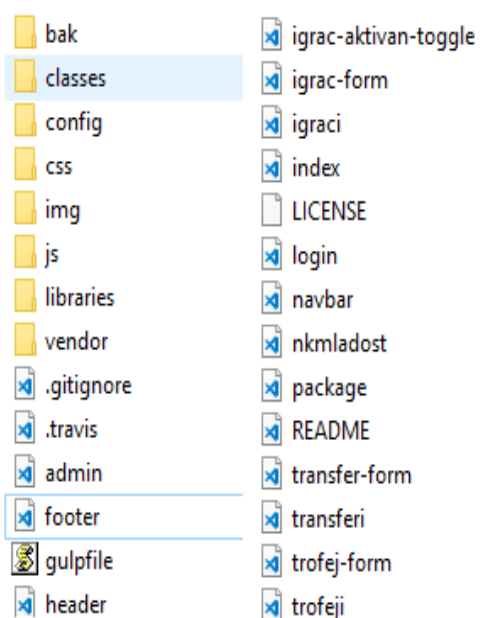 bak
classes
config
css
img
js
libraries
vendor
.gitignore
.travis
admin
footer
gulpfile
header
igrac-aktivan-toggle
igrac-form
igraci
index
LICENSE
login
navbar
nkmladost
package
README
transfer-form
transferi
trofej-form
trofeji